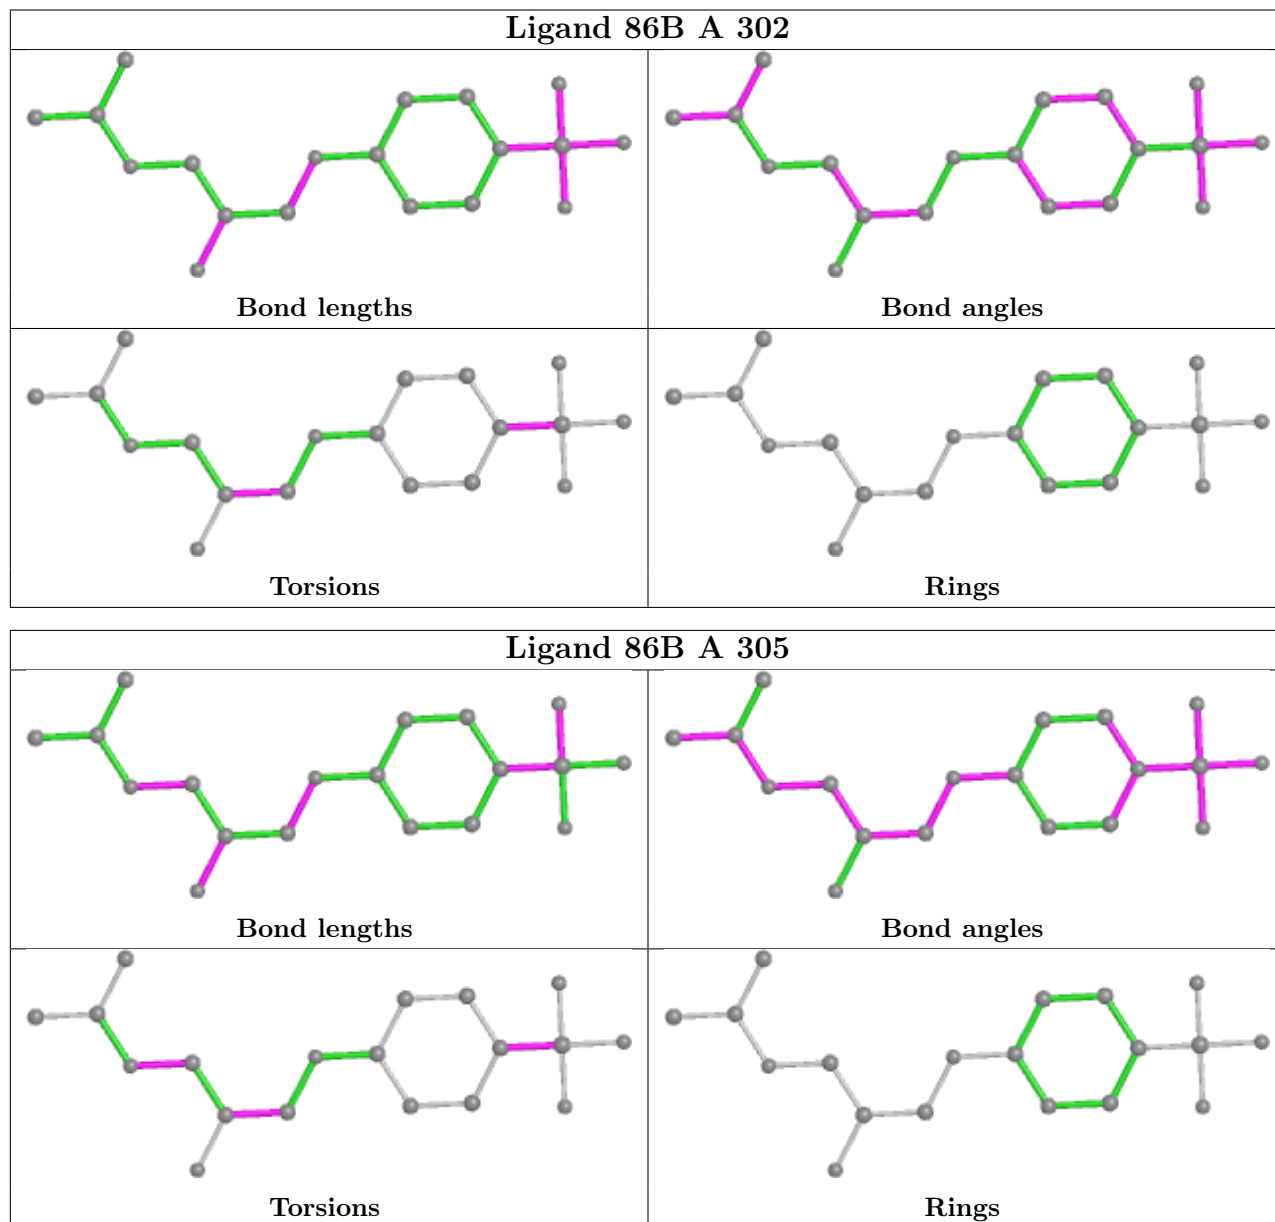 Ligand 86B A 302
Bond lengths
Bond angles
Torsions
Rings
Ligand 86B A 305
Bond lengths
Bond angles
Torsions
Rings